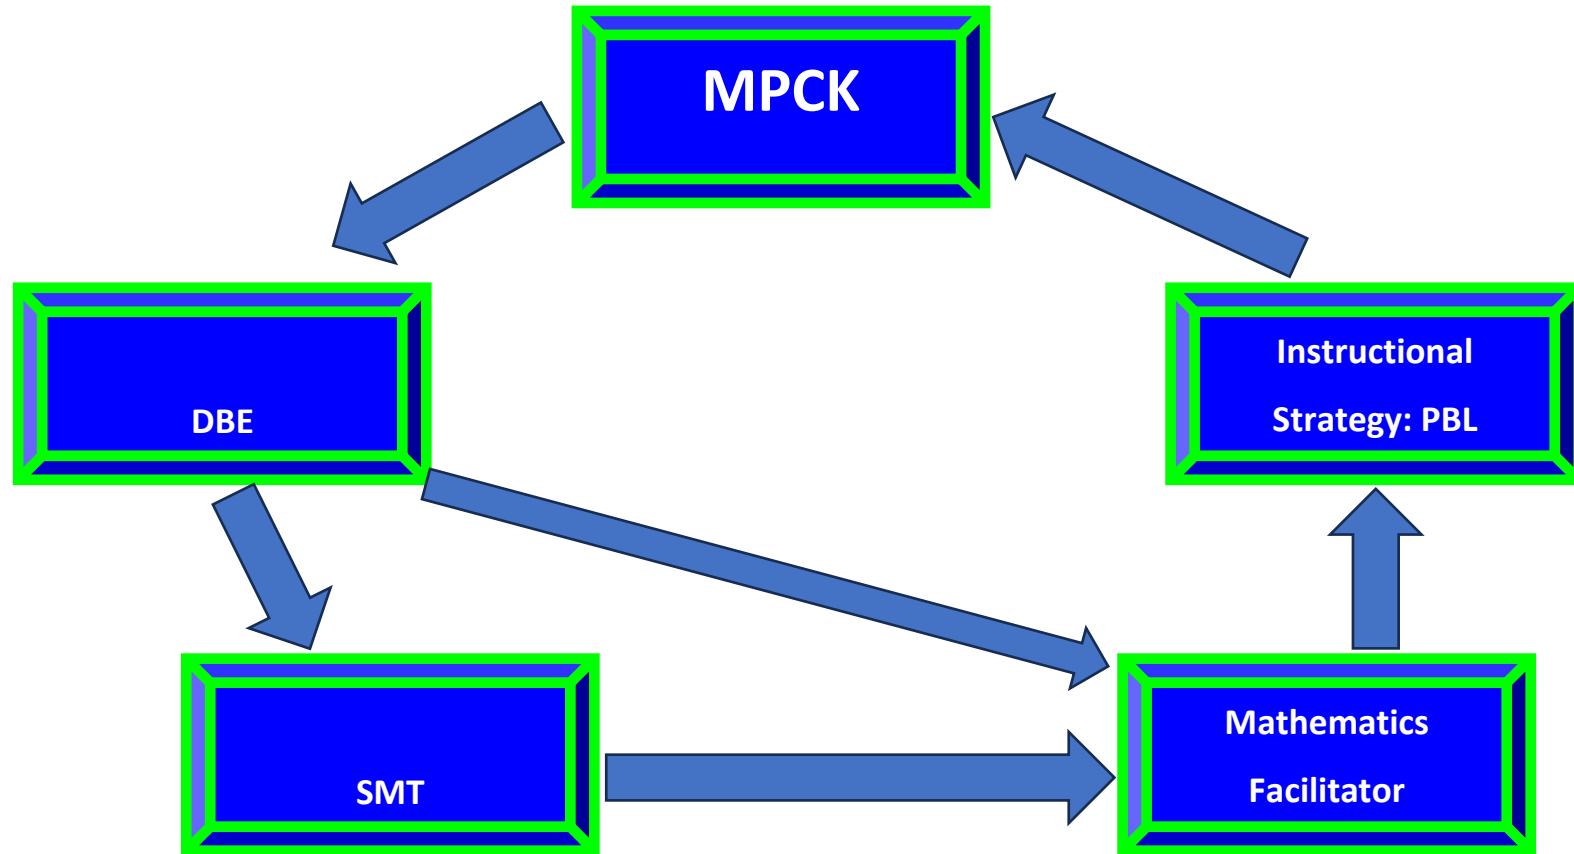 MPCK
DBE
Instructional
Strategy: PBL
SMT
Mathematics
Facilitator